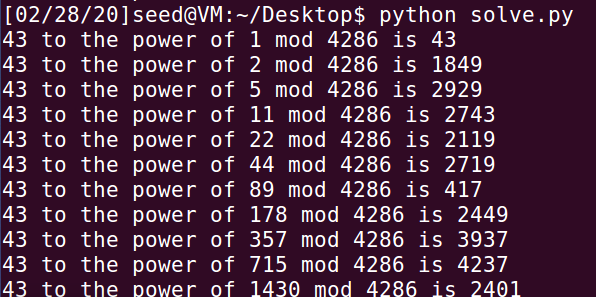 [02/28/20]seed@VM:~/Desktop$ python solve.py
43 to the power of 1 mod 4286 is 43
43 to the power of 2 mod 4286 is 1849
43 to the power of 5 mod 4286 is 2929
43 to the power of 11 mod 4286 is 2743
43 to the power of 22 mod 4286 is 2119
43 to the power of 44 mod 4286 is 2719
43 to the power of 89 mod 4286 is 417
43 to the power of 178 mod 4286 is 2449
43 to the power of 357 mod 4286 is 3937
43 to the power of 715 mod 4286 is 4237
43 to the power of 1430 mod 4286 is 2401